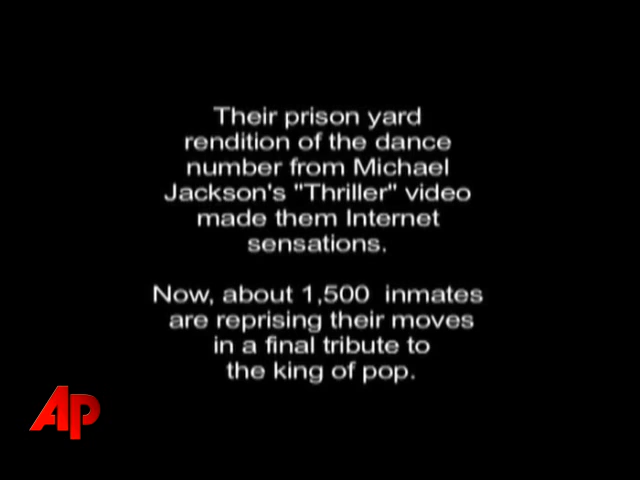 Their prison yard
rendition of the dance
number from Michael
Jackson's "Thriller" video
made them Internet
sensations.
Now, about 1,500 inmates
are reprising their moves
in a final tribute to
the king of pop.
AP